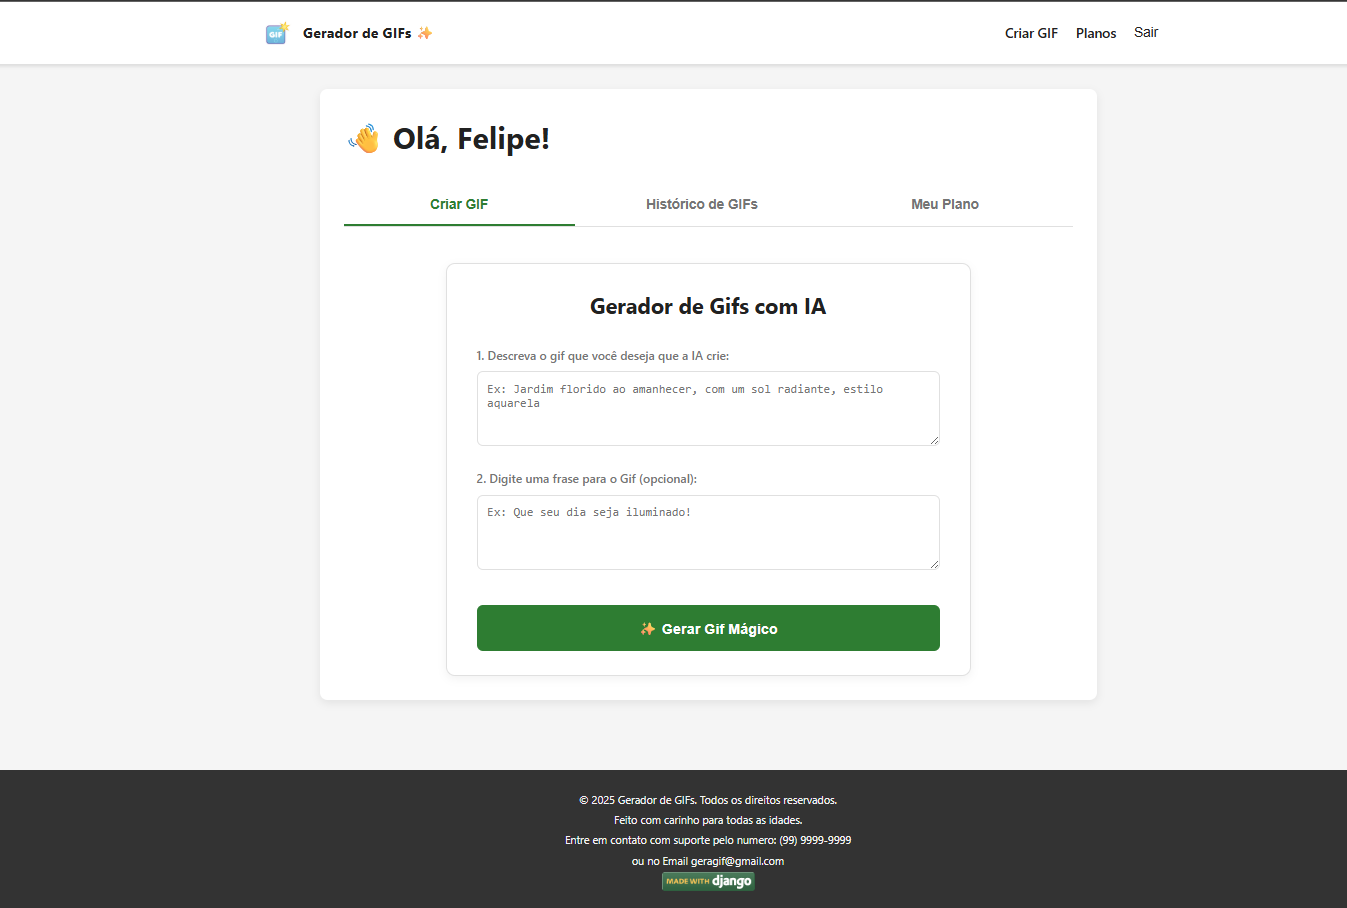 GIF
Gerador de GIFs ✨
Criar GIF Planos Sair
👋 Olá, Felipe!
Criar GIF Histórico de GIFs Meu Plano
Gerador de Gifs com IA
1. Descreva o gif que você deseja que a IA crie:
Ex: Jardim florido ao amanhecer, com um sol radiante, estilo
aquarela
2. Digite uma frase para o Gif (opcional):
Ex: Que seu dia seja iluminado!
✨ Gerar Gif Mágico
© 2025 Gerador de GIFs. Todos os direitos reservados.
Feito com carinho para todas as idades.
Entre em contato com suporte pelo numero: (99) 9999-9999
ou no Email geragif@gmail.com
MADE WITH django